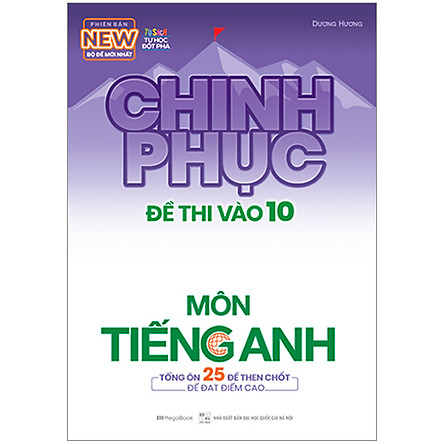 Dương Hương
PHIÊN BẢN
NEW
BỘ ĐỀ MỚI NHẤT
Tủ Sách
TỰ HỌC
ĐỘT PHÁ
CHINH
PHỤC
ĐỀ THI VÀO 10
MÔN
TIẾNG ANH
TỔNG ÔN 25 ĐỀ THEN CHỐT
ĐỂ ĐẠT ĐIỂM CAO
MegaBook
NHÀ XUẤT BẢN ĐẠI HỌC QUỐC GIA HÀ NỘI